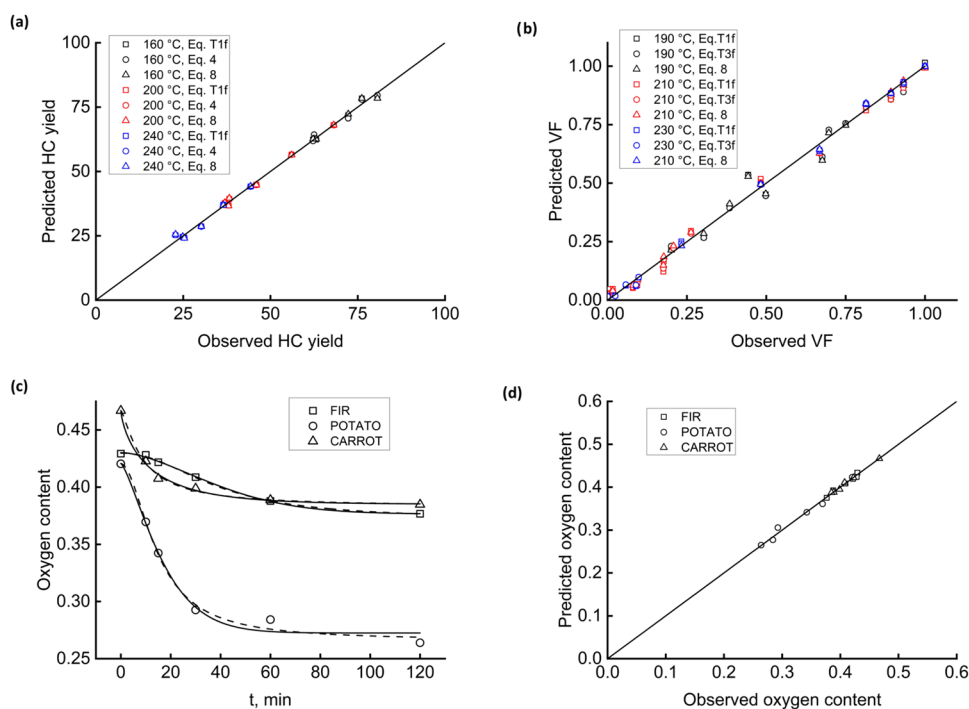 (a)
160 °C, Eq. T1f
160 °C, Eq. 4
160 °C, Eq. 8
200 °C, Eq. T1f
200 °C, Eq. 4
200 °C, Eq. 8
240 °C, Eq. T1f
240 °C, Eq. 4
240 °C, Eq. 8
Predicted HC yield
100
75
50
25
0
0 25 50 75 100
Observed HC yield
(b)
190 °C, Eq.T1f
190 °C, Eq.T3f
190 °C, Eq. 8
210 °C, Eq.T1f
210 °C, Eq.T3f
210 °C, Eq. 8
230 °C, Eq.T1f
230 °C, Eq.T3f
210 °C, Eq. 8
Predicted VF
1.00
0.75
0.50
0.25
0.00
0.00 0.25 0.50 0.75 1.00
Observed VF
(c)
FIR
POTATO
CARROT
Oxygen content
0.45
0.40
0.35
0.30
0.25
0 20 40 60 80 100 120
t, min
(d)
FIR
POTATO
CARROT
Predicted oxygen content
0.6
0.5
0.4
0.3
0.2
0.1
0.0
0.0 0.1 0.2 0.3 0.4 0.5 0.6
Observed oxygen content